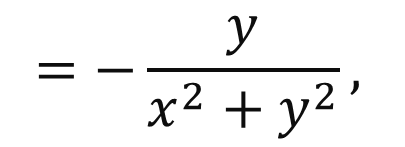 = − y / (x² + y²) ,